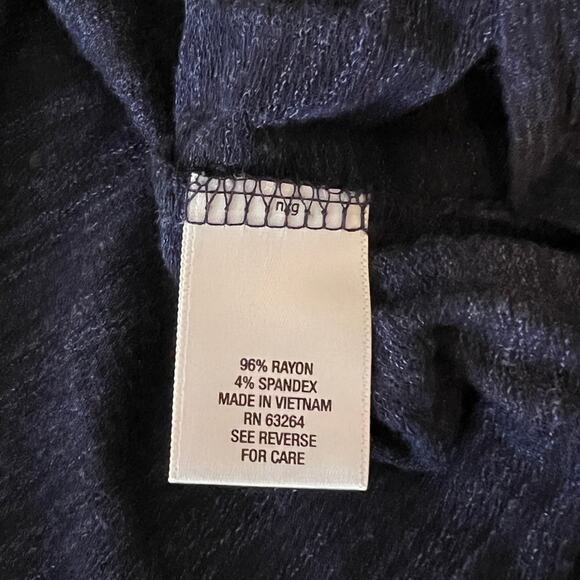 96% RAYON
4% SPANDEX
MADE IN VIETNAM
RN 63264
SEE REVERSE
FOR CARE